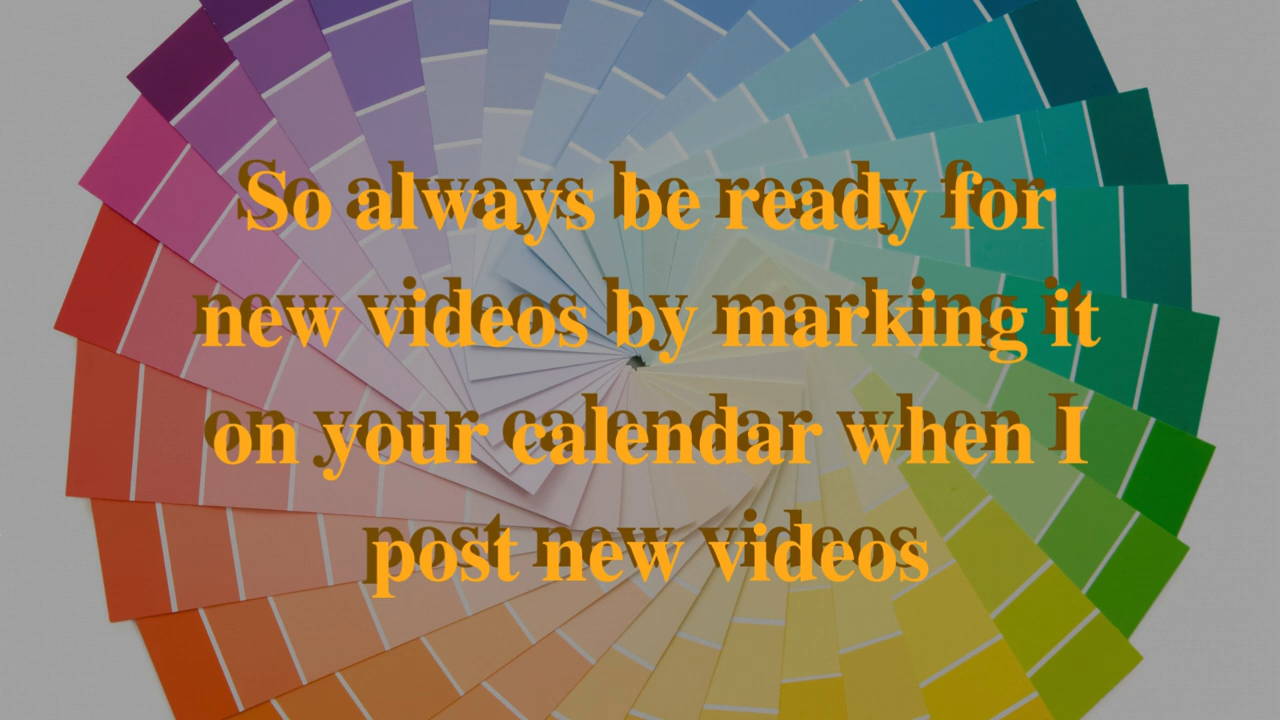 So always be ready for
new videos by marking it
on your calendar when I
post new videos